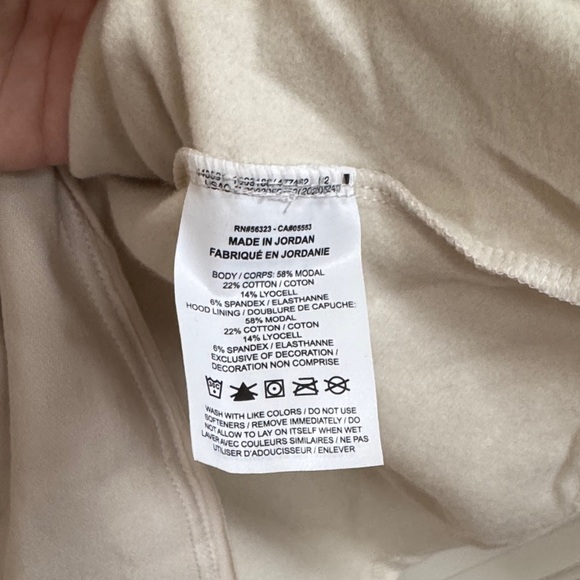 RN#56323 - CA#05553
MADE IN JORDAN
FABRIQUÉ EN JORDANIE
BODY / CORPS: 58% MODAL
22% COTTON / COTON
14% LYOCELL
6% SPANDEX / ELASTHANNE
HOOD LINING / DOUBLURE DE CAPUCHE:
58% MODAL
22% COTTON / COTON
14% LYOCELL
6% SPANDEX / ELASTHANNE
EXCLUSIVE OF DECORATION /
DECORATION NON COMPRISE
WASH WITH LIKE COLORS / DO NOT USE
SOFTENERS / REMOVE IMMEDIATELY / DO
NOT ALLOW TO LAY ON ITSELF WHEN WET
LAVER AVEC COULEURS SIMILAIRES / NE PAS
UTILISER D'ADOUCISSEUR / ENLEVER